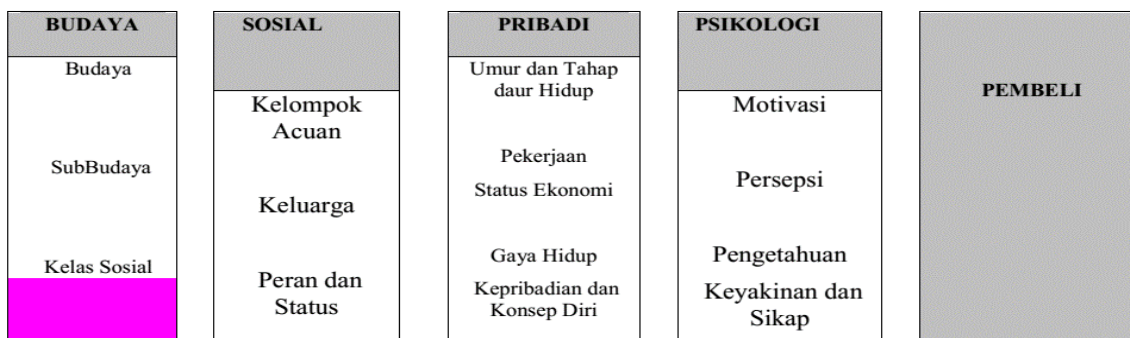 BUDAYA
Budaya
SubBudaya
Kelas Sosial
SOSIAL
Kelompok
Acuan
Keluarga
Peran dan
Status
PRIBADI
Umur dan Tahap
daur Hidup
Pekerjaan
Status Ekonomi
Gaya Hidup
Kepribadian dan
Konsep Diri
PSIKOLOGI
Motivasi
Persepsi
Pengetahuan
Keyakinan dan
Sikap
PEMBELI